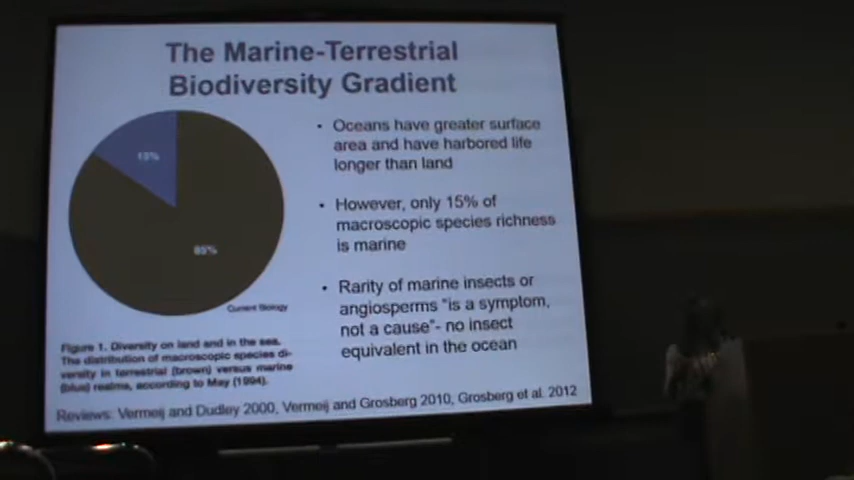 The Marine-Terrestrial
Biodiversity Gradient
15%
85%
Current Biology
Figure 1. Diversity on land and in the sea.
The distribution of macroscopic species di-
versity in terrestrial (brown) versus marine
(blue) realms, according to May (1994).
• Oceans have greater surface
area and have harbored life
longer than land
• However, only 15% of
macroscopic species richness
is marine
• Rarity of marine insects or
angiosperms "is a symptom,
not a cause"- no insect
equivalent in the ocean
Reviews: Vermeij and Dudley 2000, Vermeij and Grosberg 2010, Grosberg et al. 2012